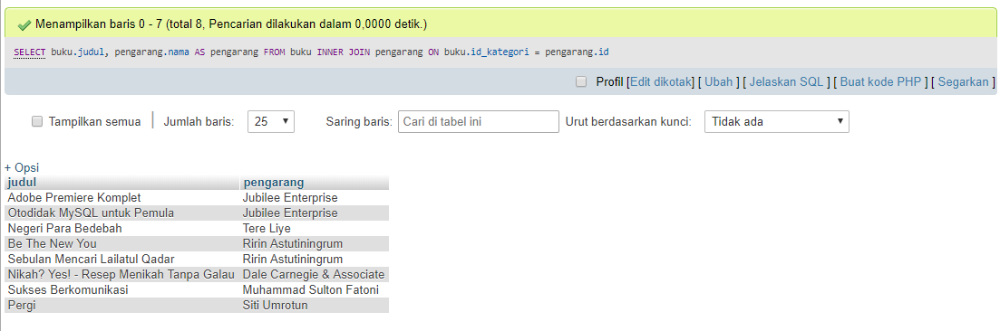 Menampilkan baris 0 - 7 (total 8, Pencarian dilakukan dalam 0,0000 detik.)
SELECT buku.judul, pengarang.nama AS pengarang FROM buku INNER JOIN pengarang ON buku.id_kategori = pengarang.id
Profil [Edit dikotak] [ Ubah ] [ Jelaskan SQL ] [ Buat kode PHP ] [ Segarkan ]
Tampilkan semua | Jumlah baris: 25 Saring baris: Cari di tabel ini Urut berdasarkan kunci: Tidak ada
+ Opsi
judul pengarang
Adobe Premiere Komplet Jubilee Enterprise
Otodidak MySQL untuk Pemula Jubilee Enterprise
Negeri Para Bedebah Tere Liye
Be The New You Ririn Astutiningrum
Sebulan Mencari Lailatul Qadar Ririn Astutiningrum
Nikah? Yes! - Resep Menikah Tanpa Galau Dale Carnegie & Associate
Sukses Berkomunikasi Muhammad Sulton Fatoni
Pergi Siti Umrotun